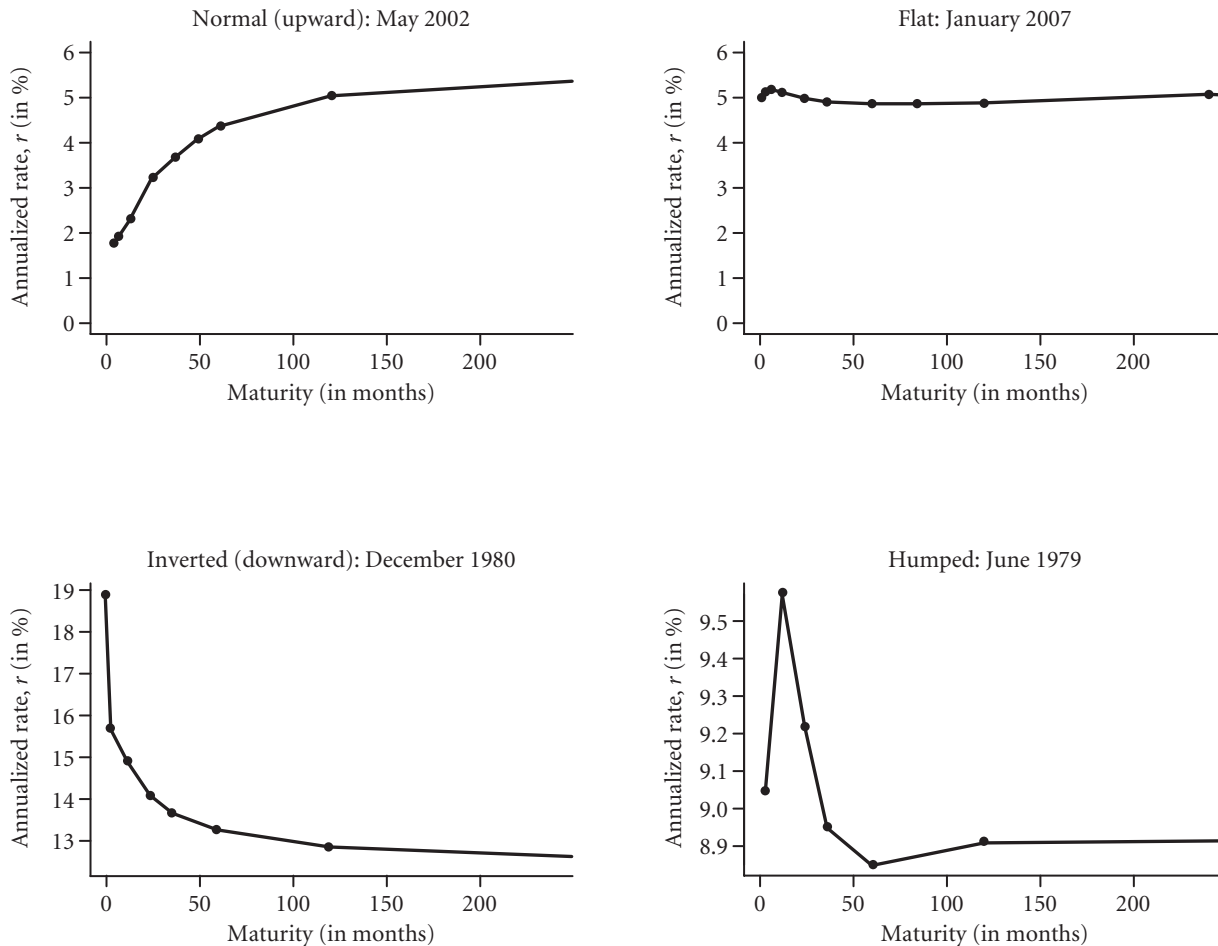 Normal (upward): May 2002
Annualized rate, r (in %)
6
5
4
3
2
1
0
0 50 100 150 200
Maturity (in months)
Flat: January 2007
Annualized rate, r (in %)
6
5
4
3
2
1
0
0 50 100 150 200
Maturity (in months)
Inverted (downward): December 1980
Annualized rate, r (in %)
19
18
17
16
15
14
13
0 50 100 150 200
Maturity (in months)
Humped: June 1979
Annualized rate, r (in %)
9.5
9.4
9.3
9.2
9.1
9.0
8.9
0 50 100 150 200
Maturity (in months)